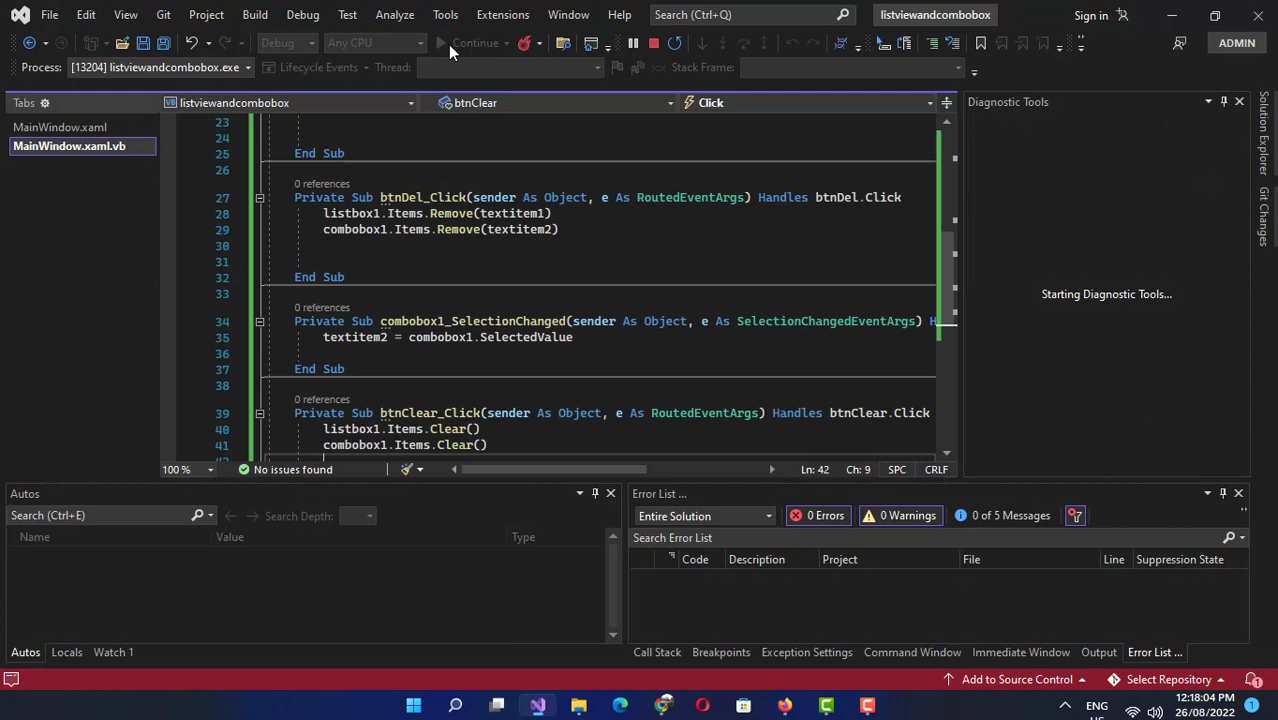 File Edit View Git Project Build Debug Test Analyze Tools Extensions Window Help Search (Ctrl+Q) listviewandcombobox Sign in
Debug Any CPU Continue ADMIN
Process: [13204] listviewandcombobox.exe Lifecycle Events Thread: Stack Frame:
Tabs listviewandcombobox btnClear Click Diagnostic Tools
MainWindow.xaml
MainWindow.xaml.vb
23
24
25 End Sub
26
0 references
27 Private Sub btnDel_Click(sender As Object, e As RoutedEventArgs) Handles btnDel.Click
28 listbox1.Items.Remove(textitem1)
29 combobox1.Items.Remove(textitem2)
30
31
32 End Sub
33
0 references
34 Private Sub combobox1_SelectionChanged(sender As Object, e As SelectionChangedEventArgs) H
35 textitem2 = combobox1.SelectedValue
36
37 End Sub
38
0 references
39 Private Sub btnClear_Click(sender As Object, e As RoutedEventArgs) Handles btnClear.Click
40 listbox1.Items.Clear()
41 combobox1.Items.Clear()
Starting Diagnostic Tools...
Solution Explorer
Git Changes
100 % No issues found Ln: 42 Ch: 9 SPC CRLF
Autos
Search (Ctrl+E) Search Depth:
Name Value Type
Autos Locals Watch 1
Error List ...
Entire Solution 0 Errors 0 Warnings 0 of 5 Messages
Search Error List
Code Description Project File Line Suppression State
Call Stack Breakpoints Exception Settings Command Window Immediate Window Output Error List ...
Add to Source Control Select Repository 1
ENG 12:18:04 PM
26/08/2022 1